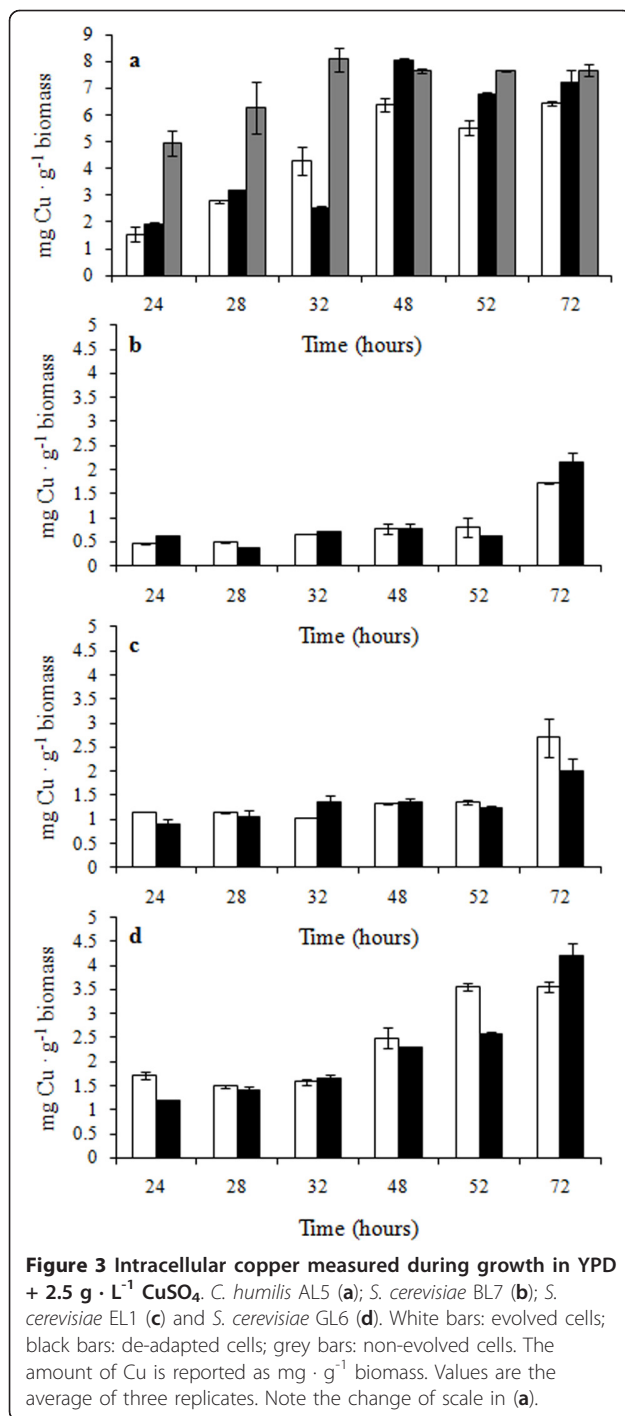 9
8
7
6
5
4
3
2
1
0
mg Cu · g-1 biomass
a
24 28 32 48 52 72
Time (hours)
5
4.5
4
3.5
3
2.5
2
1.5
1
0.5
0
mg Cu · g-1 biomass
b
24 28 32 48 52 72
Time (hours)
5
4.5
4
3.5
3
2.5
2
1.5
1
0.5
0
mg Cu · g-1 biomass
c
24 28 32 48 52 72
Time (hours)
5
4.5
4
3.5
3
2.5
2
1.5
1
0.5
0
mg Cu · g-1 biomass
d
24 28 32 48 52 72
Time (hours)
Figure 3 Intracellular copper measured during growth in YPD
+ 2.5 g · L-1 CuSO4. C. humilis AL5 (a); S. cerevisiae BL7 (b); S.
cerevisiae EL1 (c) and S. cerevisiae GL6 (d). White bars: evolved cells;
black bars: de-adapted cells; grey bars: non-evolved cells. The
amount of Cu is reported as mg · g-1 biomass. Values are the
average of three replicates. Note the change of scale in (a).